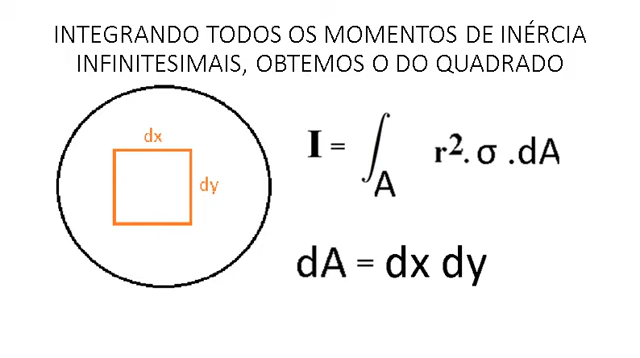 INTEGRANDO TODOS OS MOMENTOS DE INÉRCIA
INFINITESIMAIS, OBTEMOS O DO QUADRADO
dx
dy
I = ∫A r². σ .dA
dA = dx dy